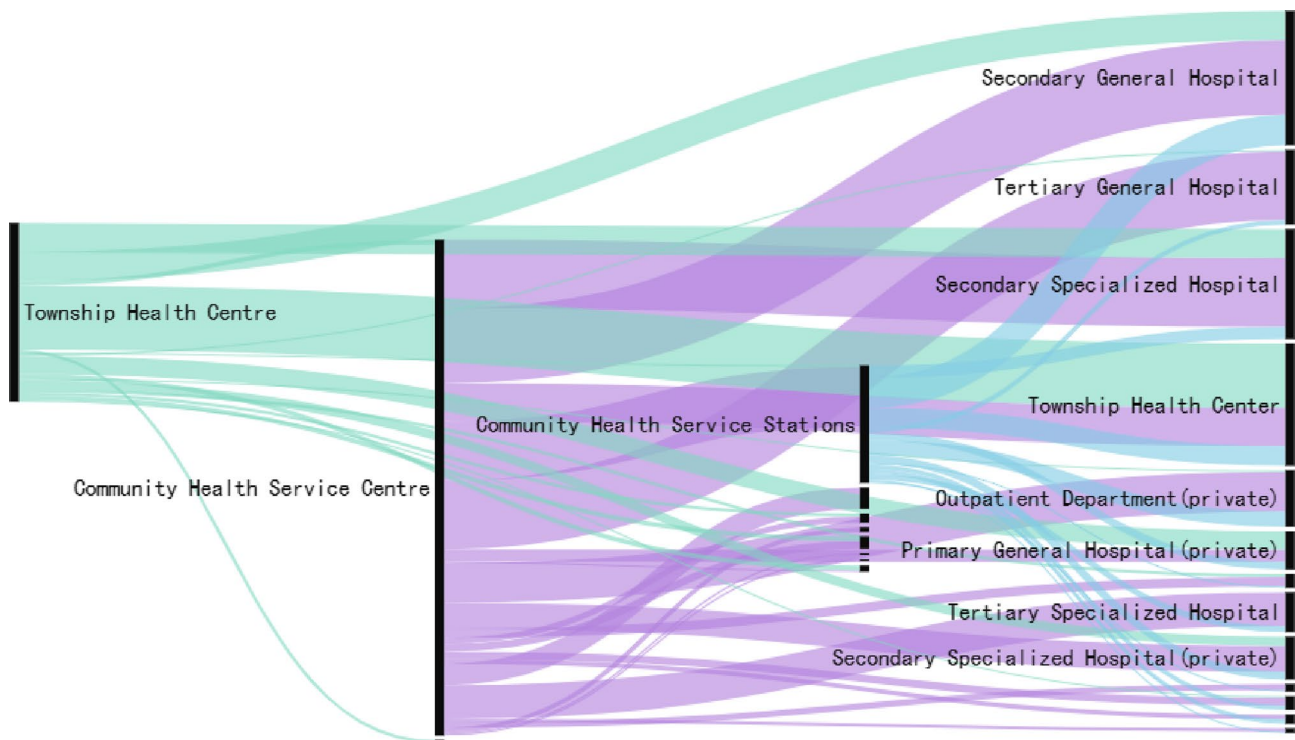 Township Health Centre
Community Health Service Centre
Community Health Service Stations
Secondary General Hospital
Tertiary General Hospital
Secondary Specialized Hospital
Township Health Center
Outpatient Department(private)
Primary General Hospital(private)
Tertiary Specialized Hospital
Secondary Specialized Hospital(private)